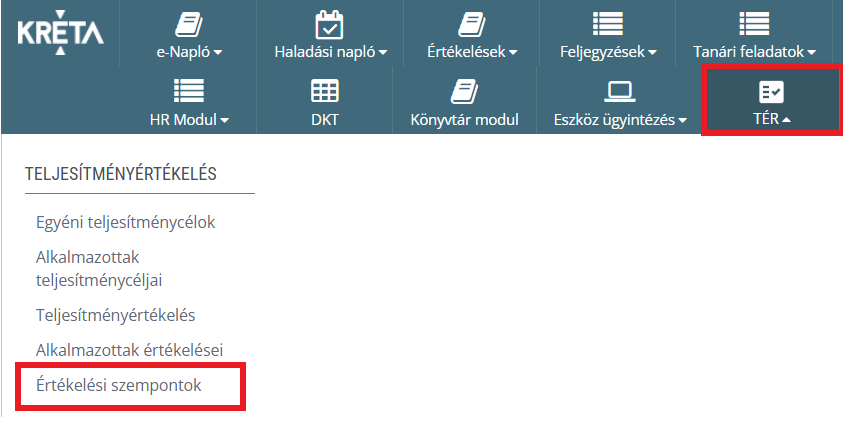 KRÉTA
e-Napló
Haladási napló
Értékelések
Feljegyzések
Tanári feladatok
HR Modul
DKT
Könyvtár modul
Eszköz ügyintézés
TÉR
TELJESÍTMÉNYÉRTÉKELÉS
Egyéni teljesítménycélok
Alkalmazottak
teljesítménycéljai
Teljesítményértékelés
Alkalmazottak értékelései
Értékelési szempontok